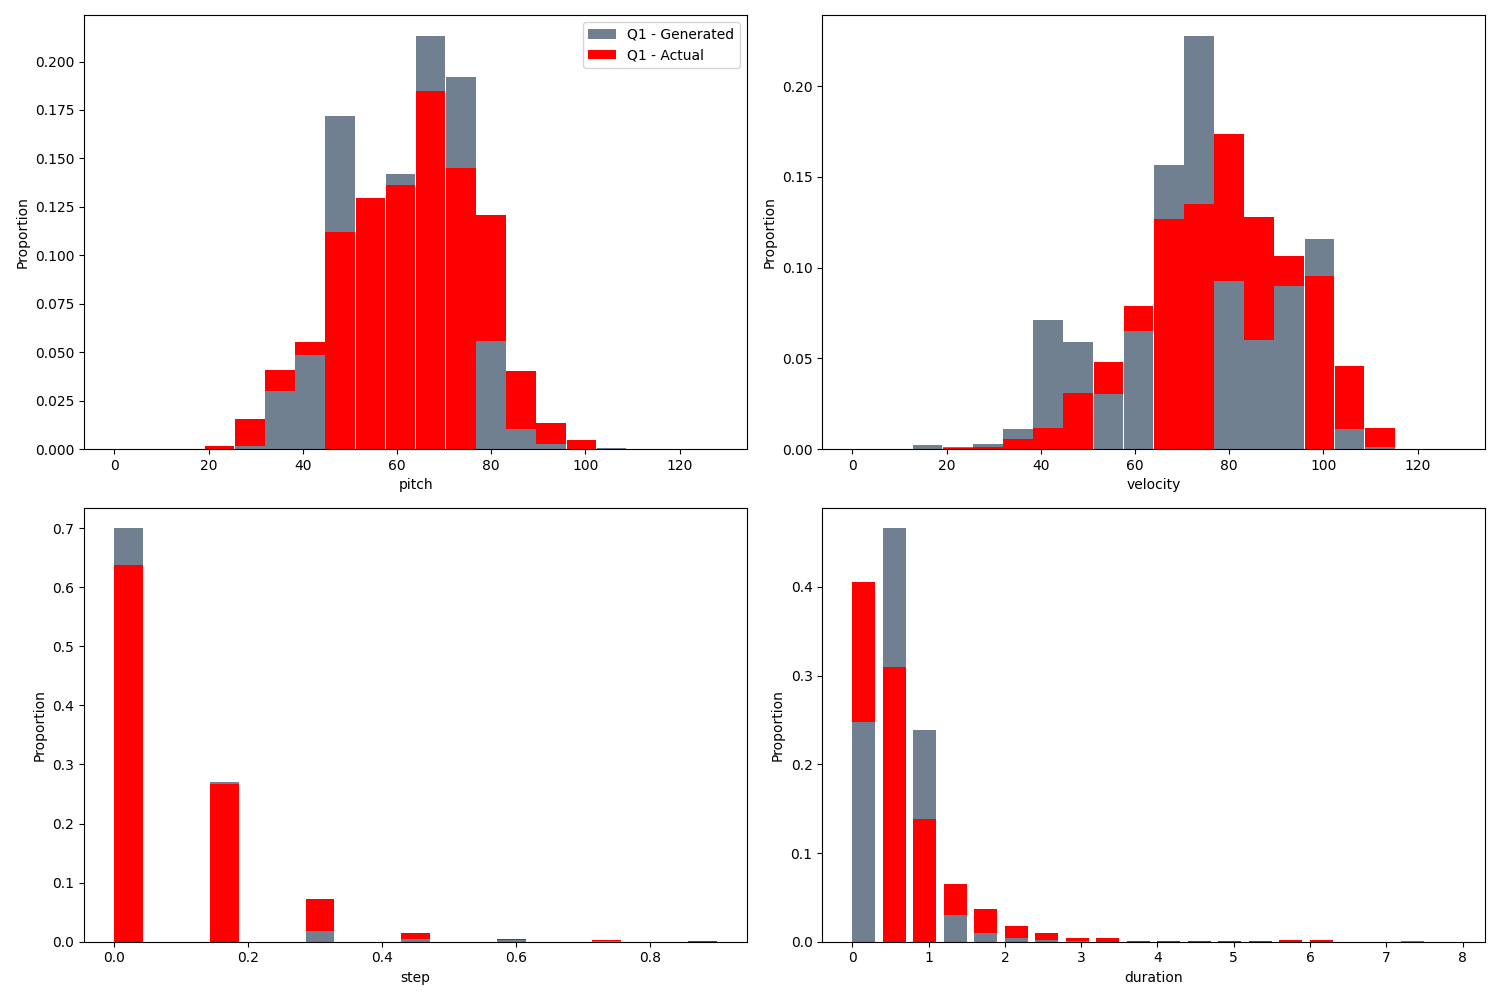 Q1 - Generated
Q1 - Actual
Proportion
0.200
0.175
0.150
0.125
0.100
0.075
0.050
0.025
0.000
0 20 40 60 80 100 120
pitch
Proportion
0.20
0.15
0.10
0.05
0.00
0 20 40 60 80 100 120
velocity
Proportion
0.7
0.6
0.5
0.4
0.3
0.2
0.1
0.0
0.0 0.2 0.4 0.6 0.8
step
Proportion
0.4
0.3
0.2
0.1
0.0
0 1 2 3 4 5 6 7 8
duration